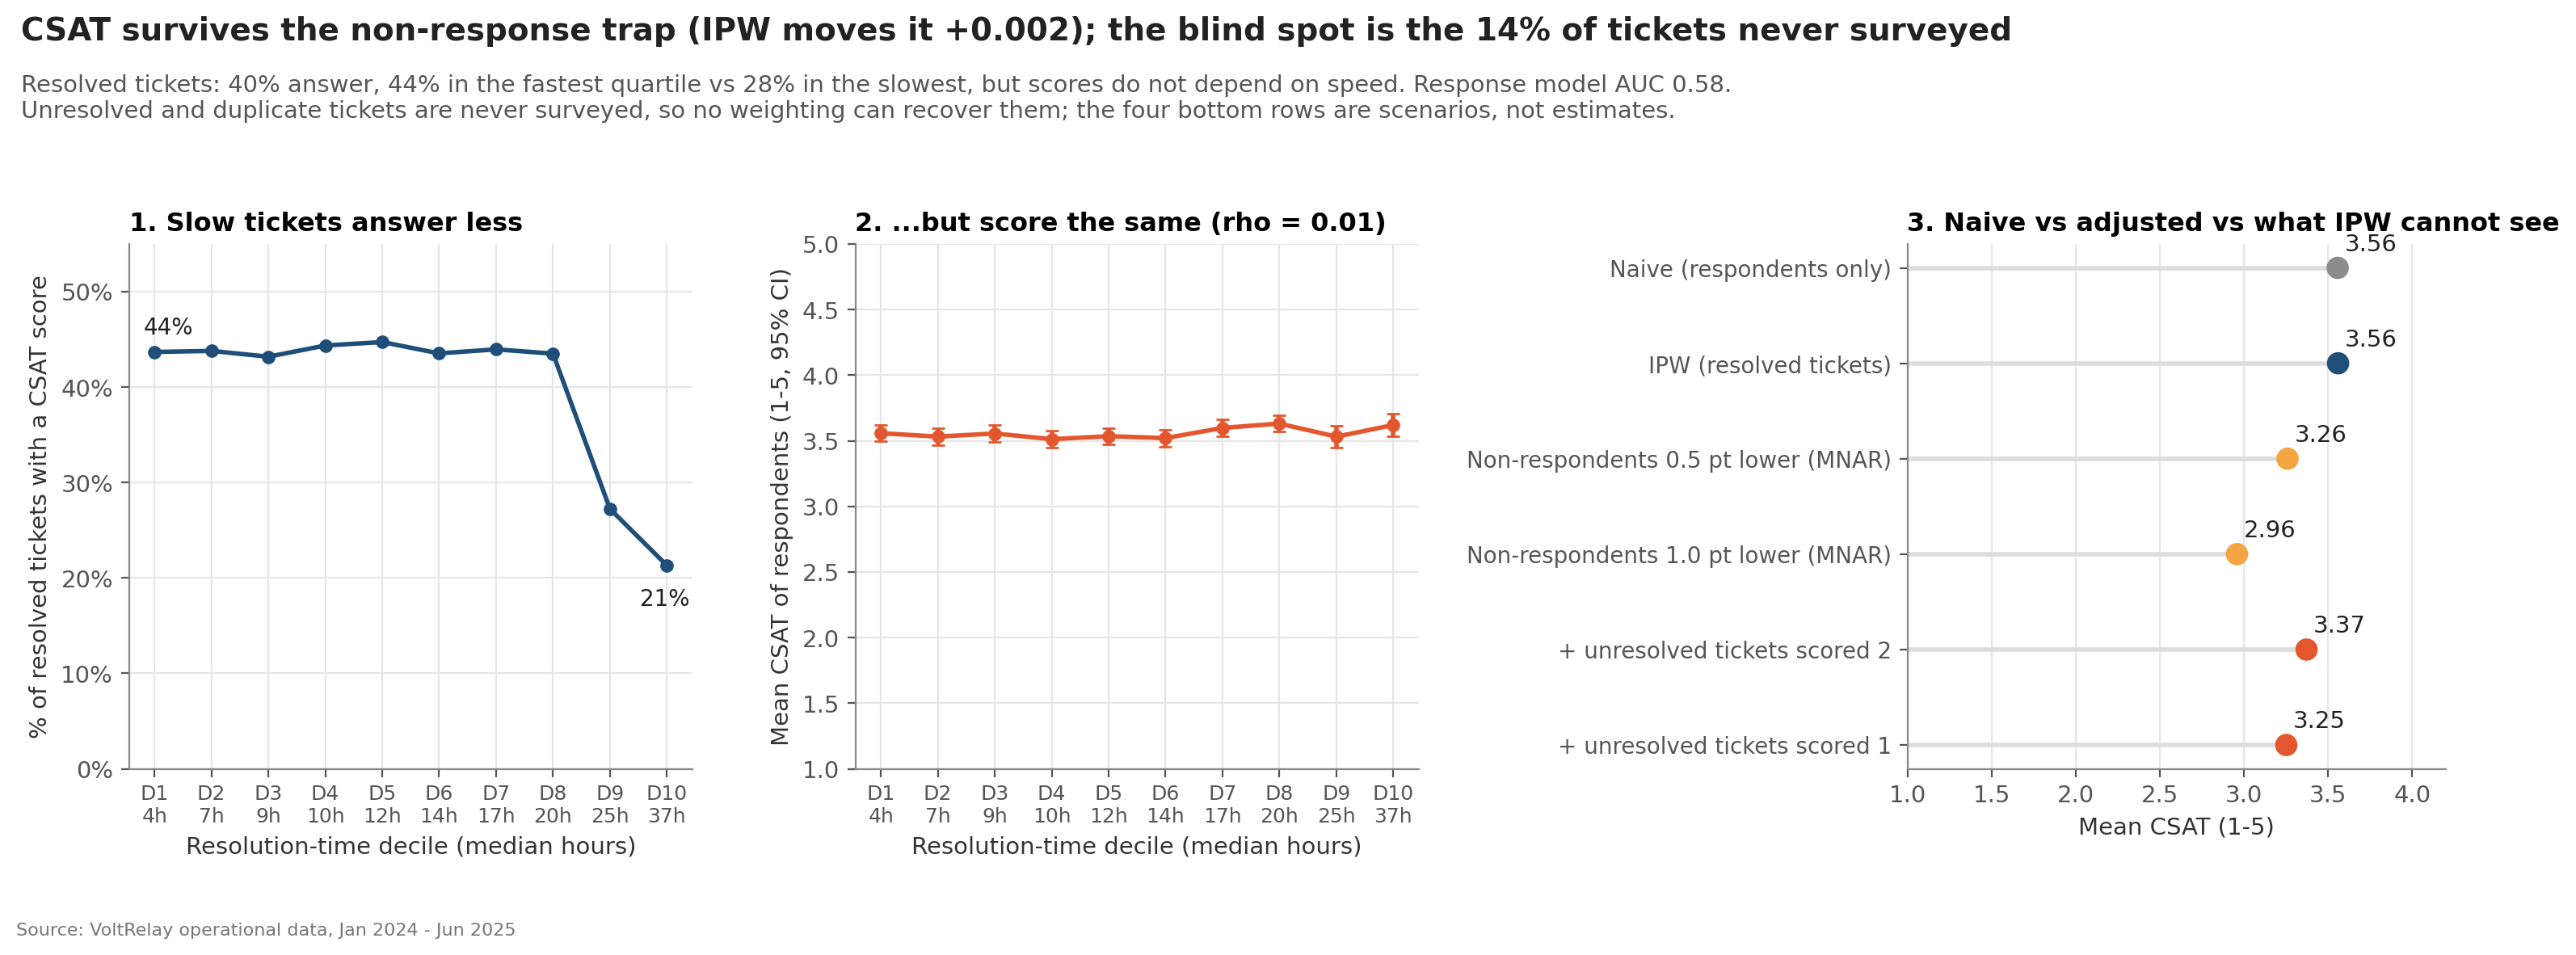 CSAT survives the non-response trap (IPW moves it +0.002); the blind spot is the 14% of tickets never surveyed
Resolved tickets: 40% answer, 44% in the fastest quartile vs 28% in the slowest, but scores do not depend on speed. Response model AUC 0.58.
Unresolved and duplicate tickets are never surveyed, so no weighting can recover them; the four bottom rows are scenarios, not estimates.
1. Slow tickets answer less
% of resolved tickets with a CSAT score
50%
40%
30%
20%
10%
0%
44%
21%
D1 D2 D3 D4 D5 D6 D7 D8 D9 D10
4h 7h 9h 10h 12h 14h 17h 20h 25h 37h
Resolution-time decile (median hours)
2. ...but score the same (rho = 0.01)
Mean CSAT of respondents (1-5, 95% CI)
5.0
4.5
4.0
3.5
3.0
2.5
2.0
1.5
1.0
D1 D2 D3 D4 D5 D6 D7 D8 D9 D10
4h 7h 9h 10h 12h 14h 17h 20h 25h 37h
Resolution-time decile (median hours)
3. Naive vs adjusted vs what IPW cannot see
Naive (respondents only) 3.56
IPW (resolved tickets) 3.56
Non-respondents 0.5 pt lower (MNAR) 3.26
Non-respondents 1.0 pt lower (MNAR) 2.96
+ unresolved tickets scored 2 3.37
+ unresolved tickets scored 1 3.25
1.0 1.5 2.0 2.5 3.0 3.5 4.0
Mean CSAT (1-5)
Source: VoltRelay operational data, Jan 2024 - Jun 2025